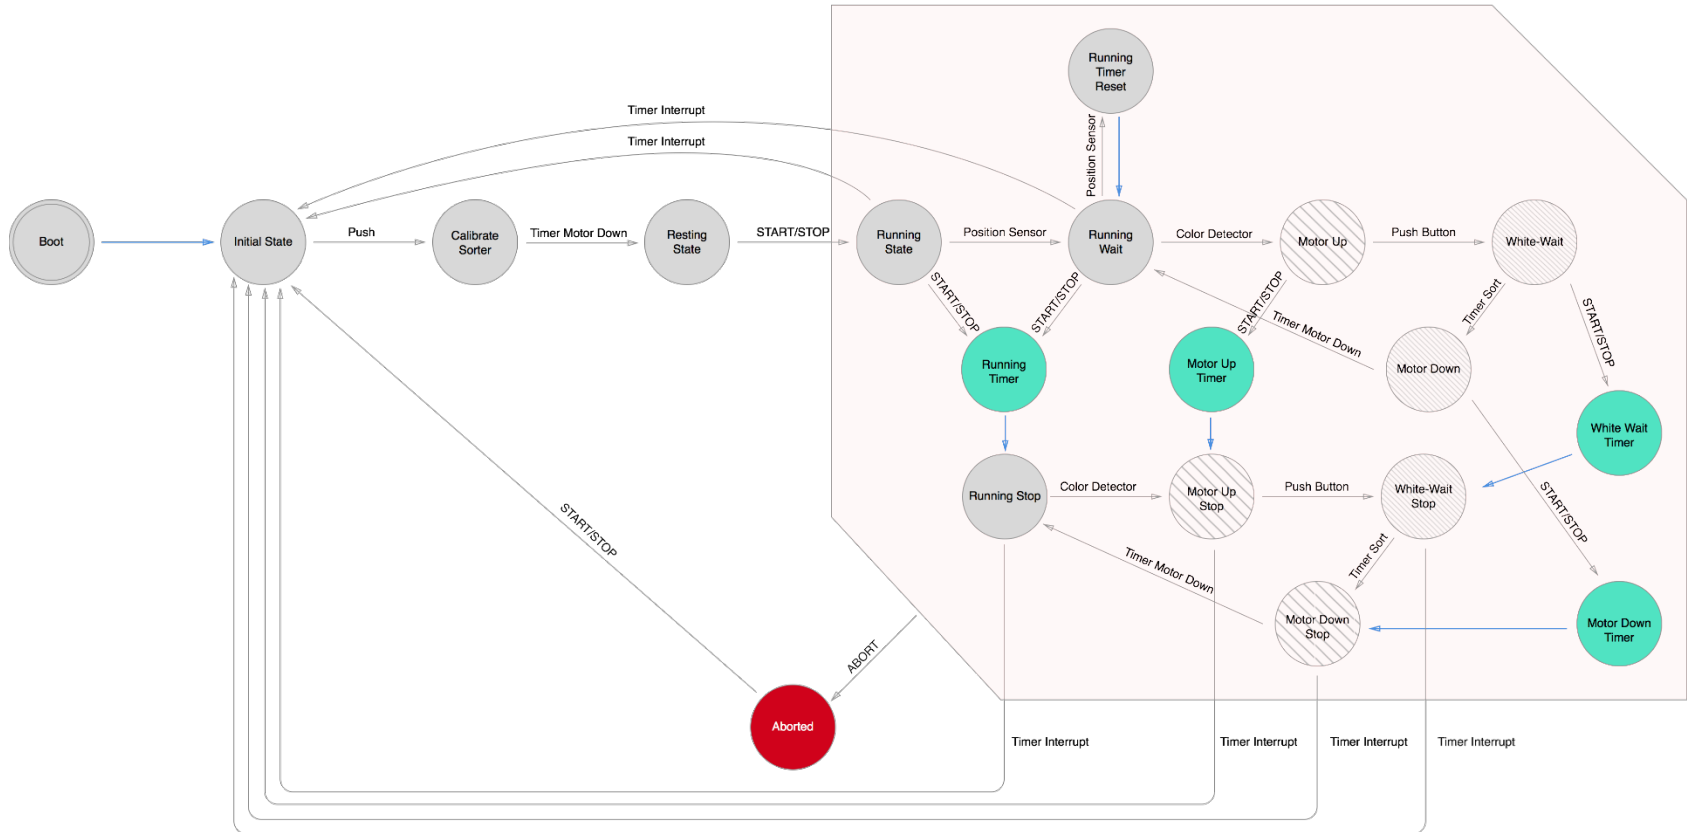 Running
Timer
Reset
Timer Interrupt
Timer Interrupt
Position Sensor
Boot
Initial State
Push
Calibrate
Sorter
Timer Motor Down
Resting
State
START/STOP
Running
State
Position Sensor
Running
Wait
Color Detector
Motor Up
Push Button
White-Wait
START/STOP
START/STOP
START/STOP
Timer Motor Down
Timer Sort
START/STOP
Running
Timer
Motor Up
Timer
Motor Down
White Wait
Timer
Running Stop
Color Detector
Motor Up
Stop
Push Button
White-Wait
Stop
START/STOP
START/STOP
Timer Motor Down
Timer Sort
Motor Down
Stop
Motor Down
Timer
ABORT
Aborted
Timer Interrupt
Timer Interrupt
Timer Interrupt
Timer Interrupt